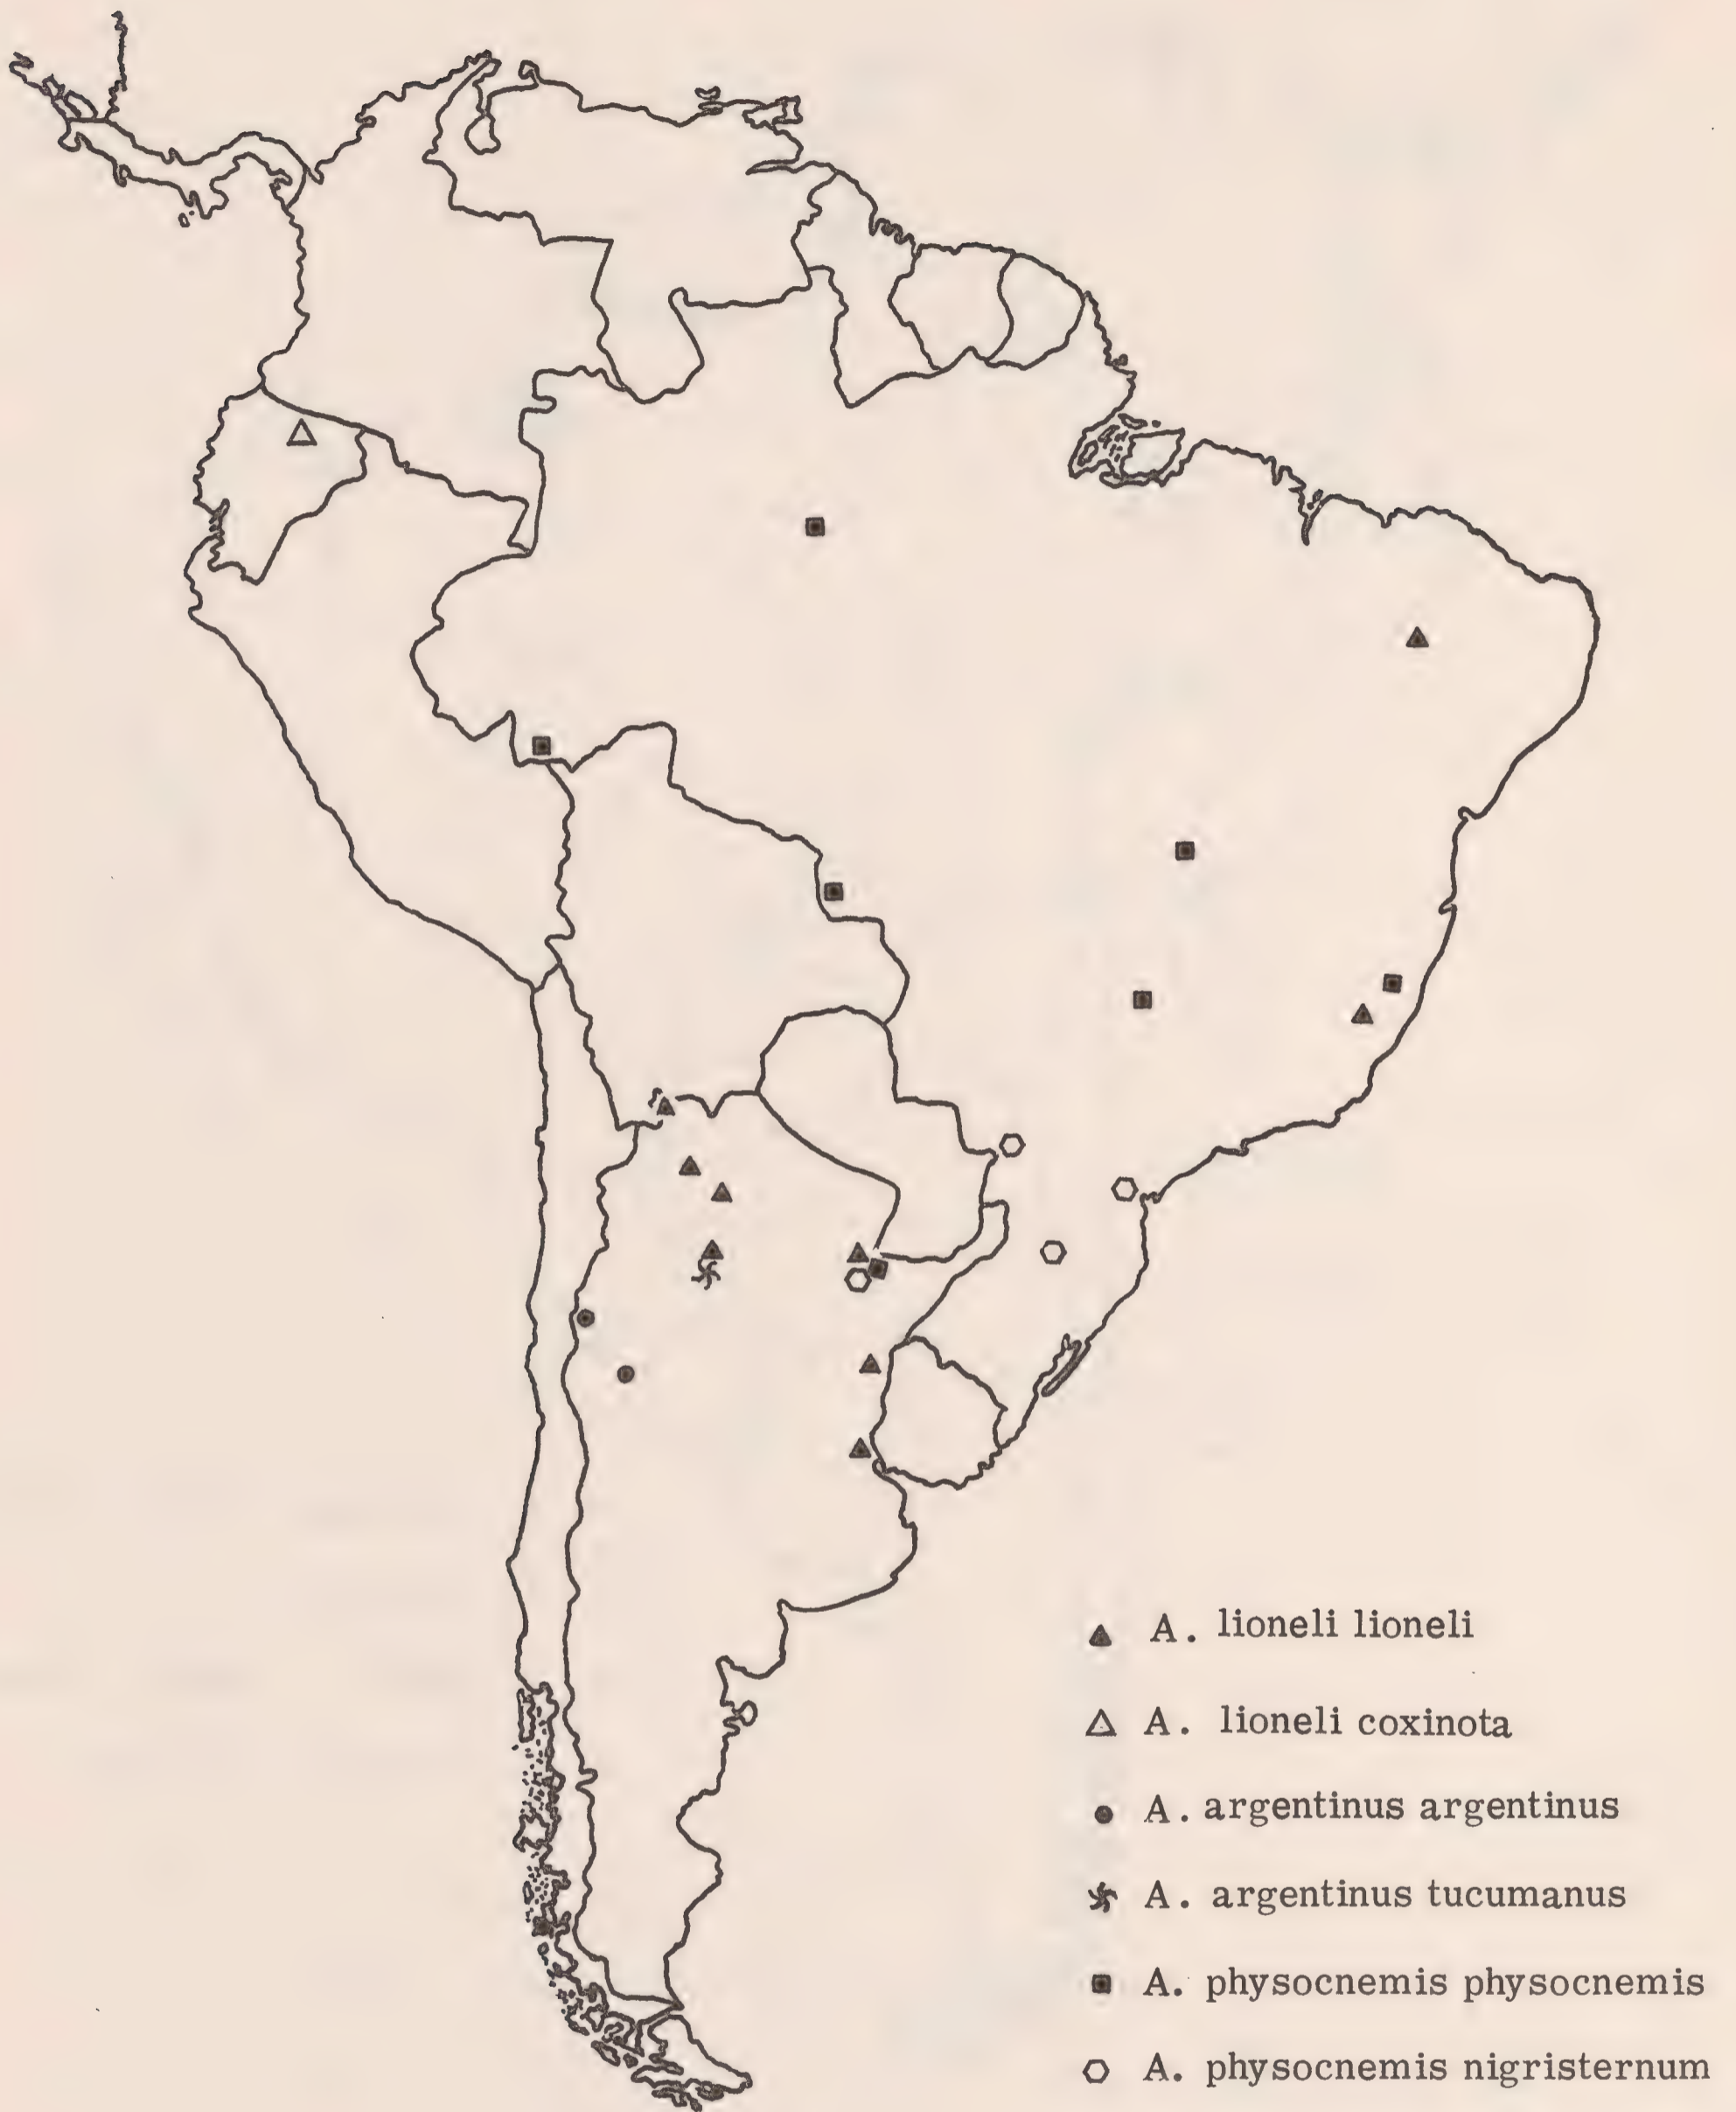 A. lioneli lioneli
A. lioneli coxinota
A. argentinus argentinus
A. argentinus tucumanus
A. physocnemis physocnemis
A. physocnemis nigristernum